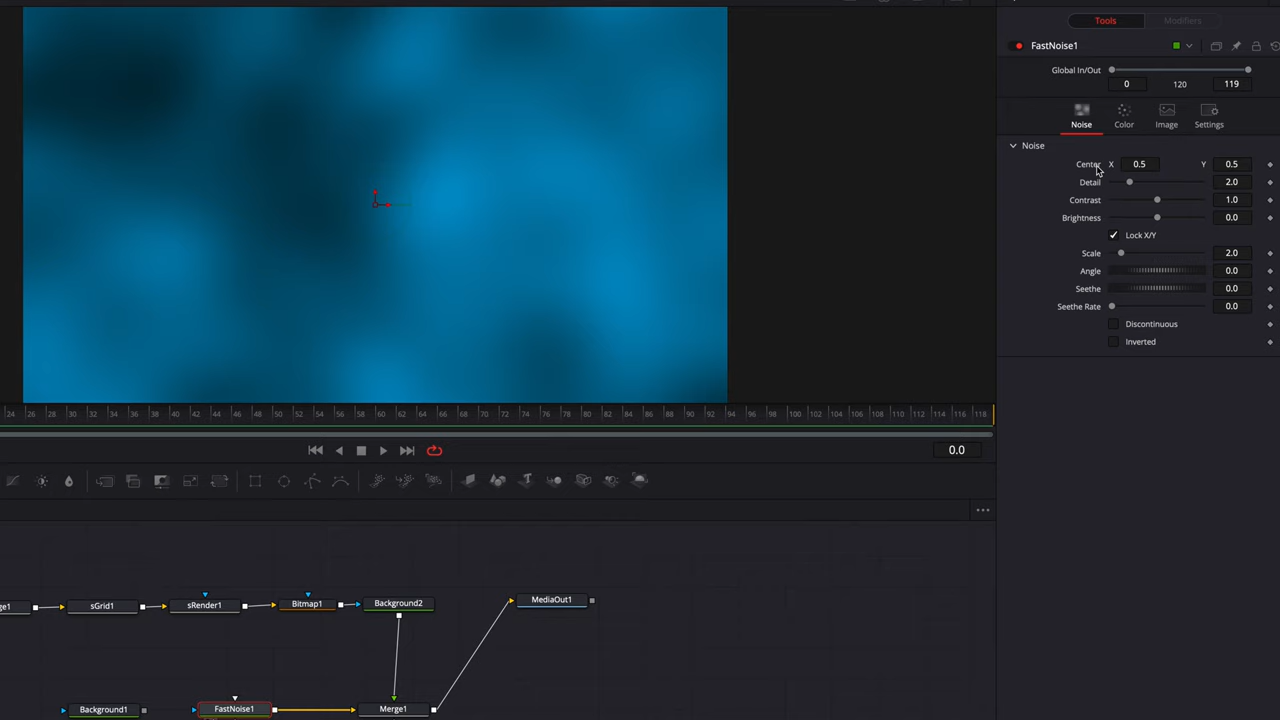 Tools Modifiers
FastNoise1
Global In/Out
0 120 119
Noise Color Image Settings
Noise
Center X 0.5 Y 0.5
Detail 2.0
Contrast 1.0
Brightness 0.0
Lock X/Y
Scale 2.0
Angle 0.0
Seethe 0.0
Seethe Rate 0.0
Discontinuous
Inverted
24 26 28 30 32 34 36 38 40 42 44 46 48 50 52 54 56 58 60 62 64 66 68 70 72 74 76 78 80 82 84 86 88 90 92 94 96 98 100 102 104 106 108 110 112 114 116 118
0.0
T
ge1 sGrid1 sRender1 Bitmap1 Background2 MediaOut1
Background1 FastNoise1 Merge1